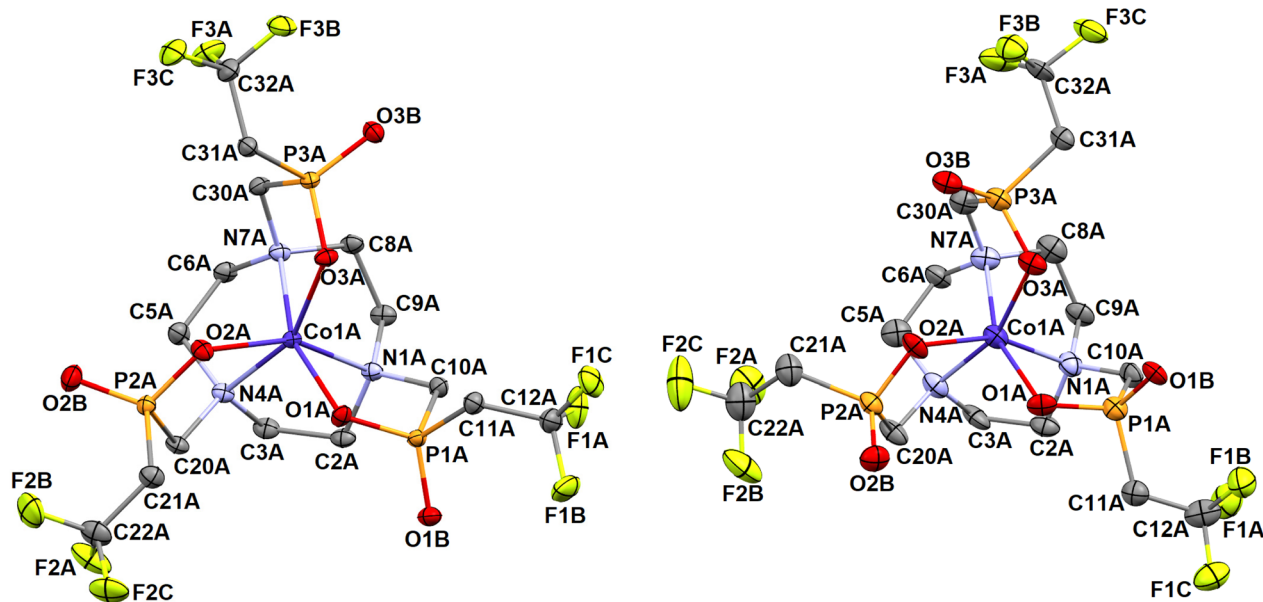 F3A
F3B
F3C
C32A
O3B
C31A
P3A
C30A
N7A
C8A
C6A
O3A
C5A
C9A
O2A
Co1A
P2A
N1A
C10A
F1C
O2B
N4A
O1A
C12A
C11A
F1A
C3A
C2A
P1A
C20A
F1B
F2B
C21A
O1B
C22A
F2A
F2C
F3B
F3C
F3A
C32A
C31A
O3B
P3A
C30A
N7A
C8A
C6A
O3A
C9A
C5A
Co1A
O2A
F2C
F2A
C21A
C10A
N1A
O1B
O1A
P2A
N4A
P1A
C22A
C3A
C2A
C20A
F2B
O2B
F1B
C11A
C12A
F1A
F1C